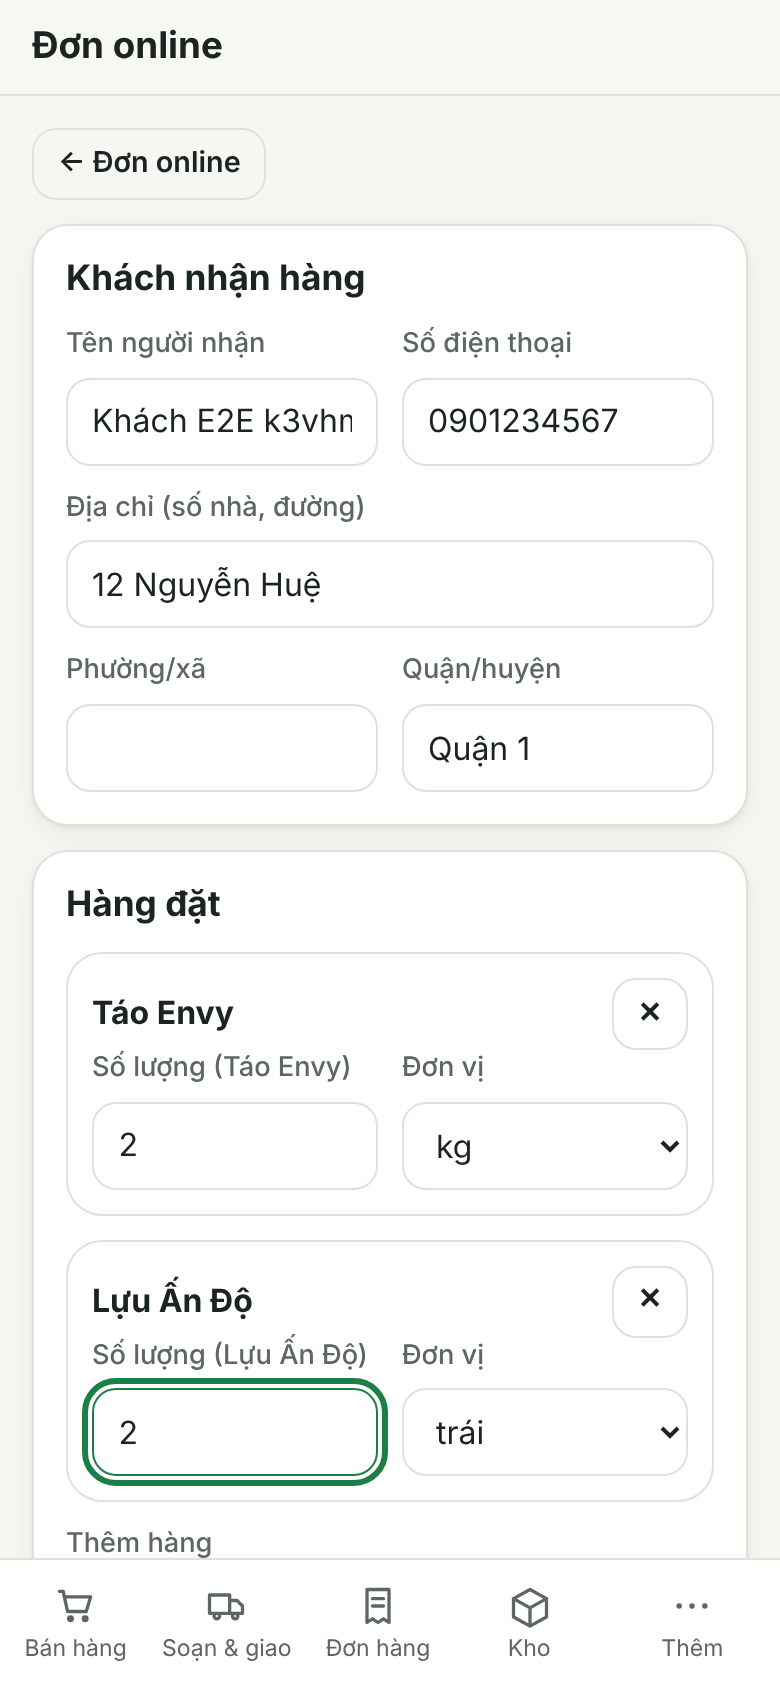 Đơn online
← Đơn online
Khách nhận hàng
Tên người nhận
Số điện thoại
Khách E2E k3vhn
0901234567
Địa chỉ (số nhà, đường)
12 Nguyễn Huệ
Phường/xã
Quận/huyện
Quận 1
Hàng đặt
Táo Envy
✕
Số lượng (Táo Envy)
Đơn vị
2
kg
Lựu Ấn Độ
✕
Số lượng (Lựu Ấn Độ)
Đơn vị
2
trái
Thêm hàng
Bán hàng
Soạn & giao
Đơn hàng
Kho
Thêm